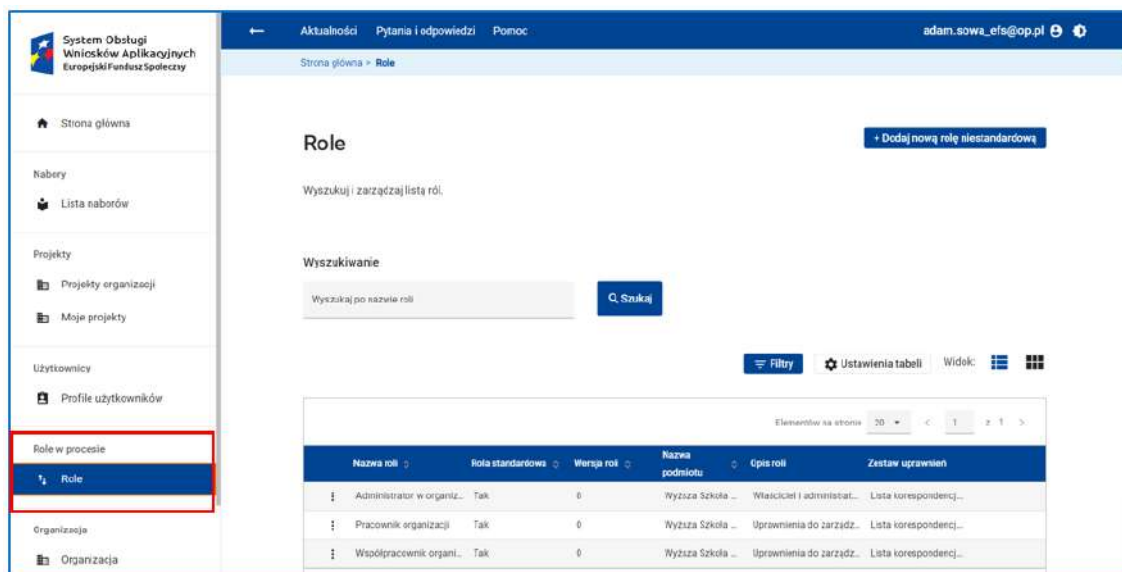 System Obsługi
Wniosków Aplikacyjnych
Europejski Fundusz Społeczny
Strona główna
Nabory
Lista naborów
Projekty
Projekty organizacji
Moje projekty
Użytkownicy
Profile użytkowników
Role w procesie
Role
Organizacja
Organizacja
← Aktualności Pytania i odpowiedzi Pomoc adam.sowa_efs@op.pl
Strona główna > Role
Role + Dodaj nową rolę niestandardową
Wyszukuj i zarządzaj listą ról.
Wyszukiwanie
Wyszukaj po nazwie roli Szukaj
Filtry Ustawienia tabeli Widok:
Elementów na stronie 20 < 1 z 1 >
Nazwa roli Rola standardowa Wersja roli Nazwa podmiotu Opis roli Zestaw uprawnień
Administrator w organiz... Tak 0 Wyższa Szkoła ... Właściciel i administrat... Lista korespondencj...
Pracownik organizacji Tak 0 Wyższa Szkoła ... Uprawnienia do zarządz... Lista korespondencj...
Współpracownik organi... Tak 0 Wyższa Szkoła ... Uprawnienia do zarządz... Lista korespondencj...